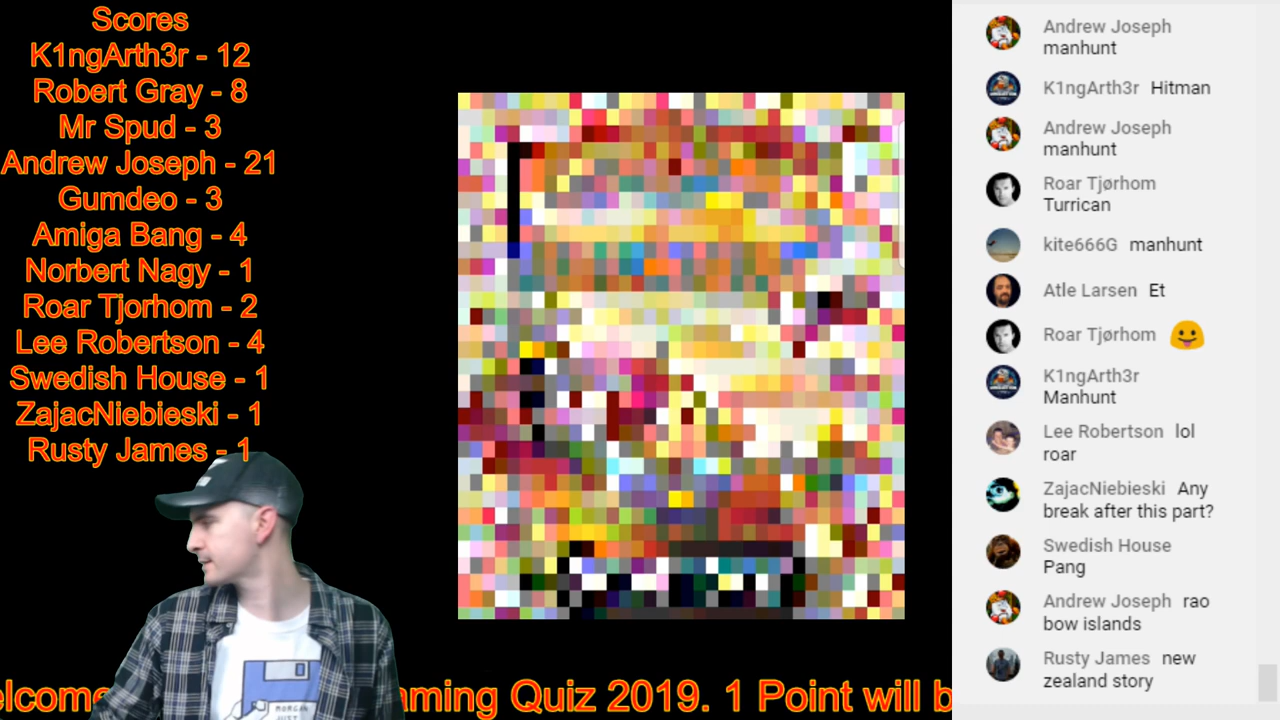 Scores
K1ngArth3r - 12
Robert Gray - 8
Mr Spud - 3
Andrew Joseph - 21
Gumdeo - 3
Amiga Bang - 4
Norbert Nagy - 1
Roar Tjorhom - 2
Lee Robertson - 4
Swedish House - 1
ZajacNiebieski - 1
Rusty James - 1
MORGAN
JUST
elcome
aming Quiz 2019. 1 Point will b
Andrew Joseph
manhunt
K1ngArth3r Hitman
Andrew Joseph
manhunt
Roar Tjørhom
Turrican
kite666G manhunt
Atle Larsen Et
Roar Tjørhom
K1ngArth3r
Manhunt
Lee Robertson lol
roar
ZajacNiebieski Any
break after this part?
Swedish House
Pang
Andrew Joseph rao
bow islands
Rusty James new
zealand story